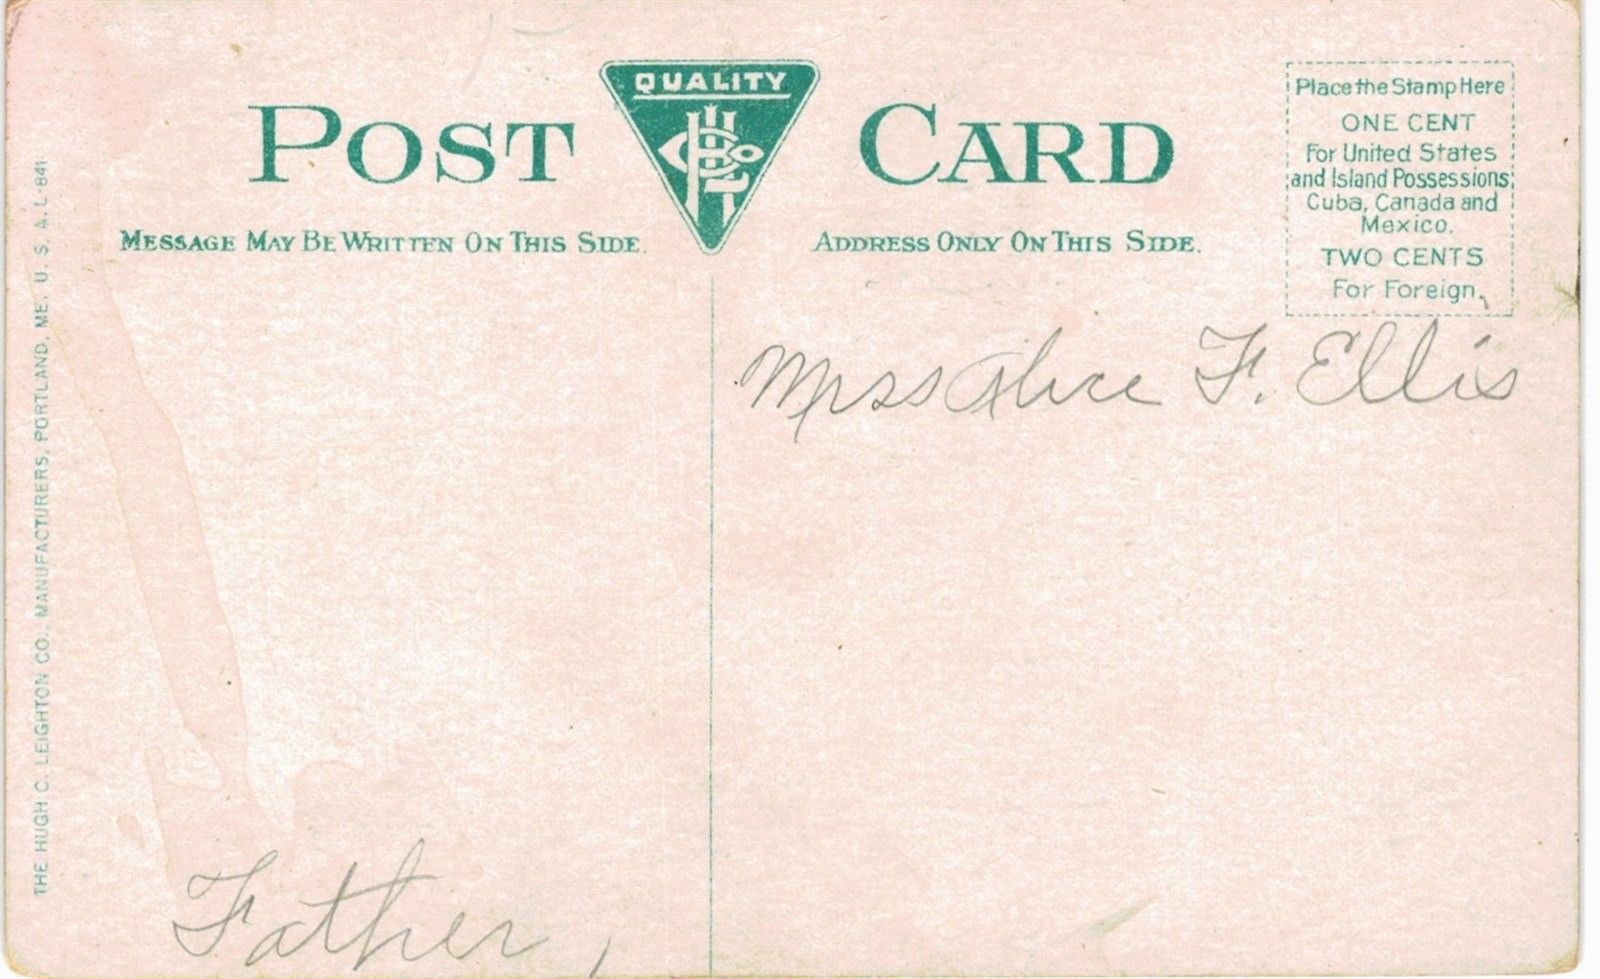 POST CARD
QUALITY
HCL Co
MESSAGE MAY BE WRITTEN ON THIS SIDE.
ADDRESS ONLY ON THIS SIDE.
Place the Stamp Here
ONE CENT
For United States
and Island Possessions,
Cuba, Canada and
Mexico.
TWO CENTS
For Foreign.
Miss Alice F. Ellis
Father,
THE HUGH C. LEIGHTON CO., MANUFACTURERS, PORTLAND, ME. U. S. A. L-841